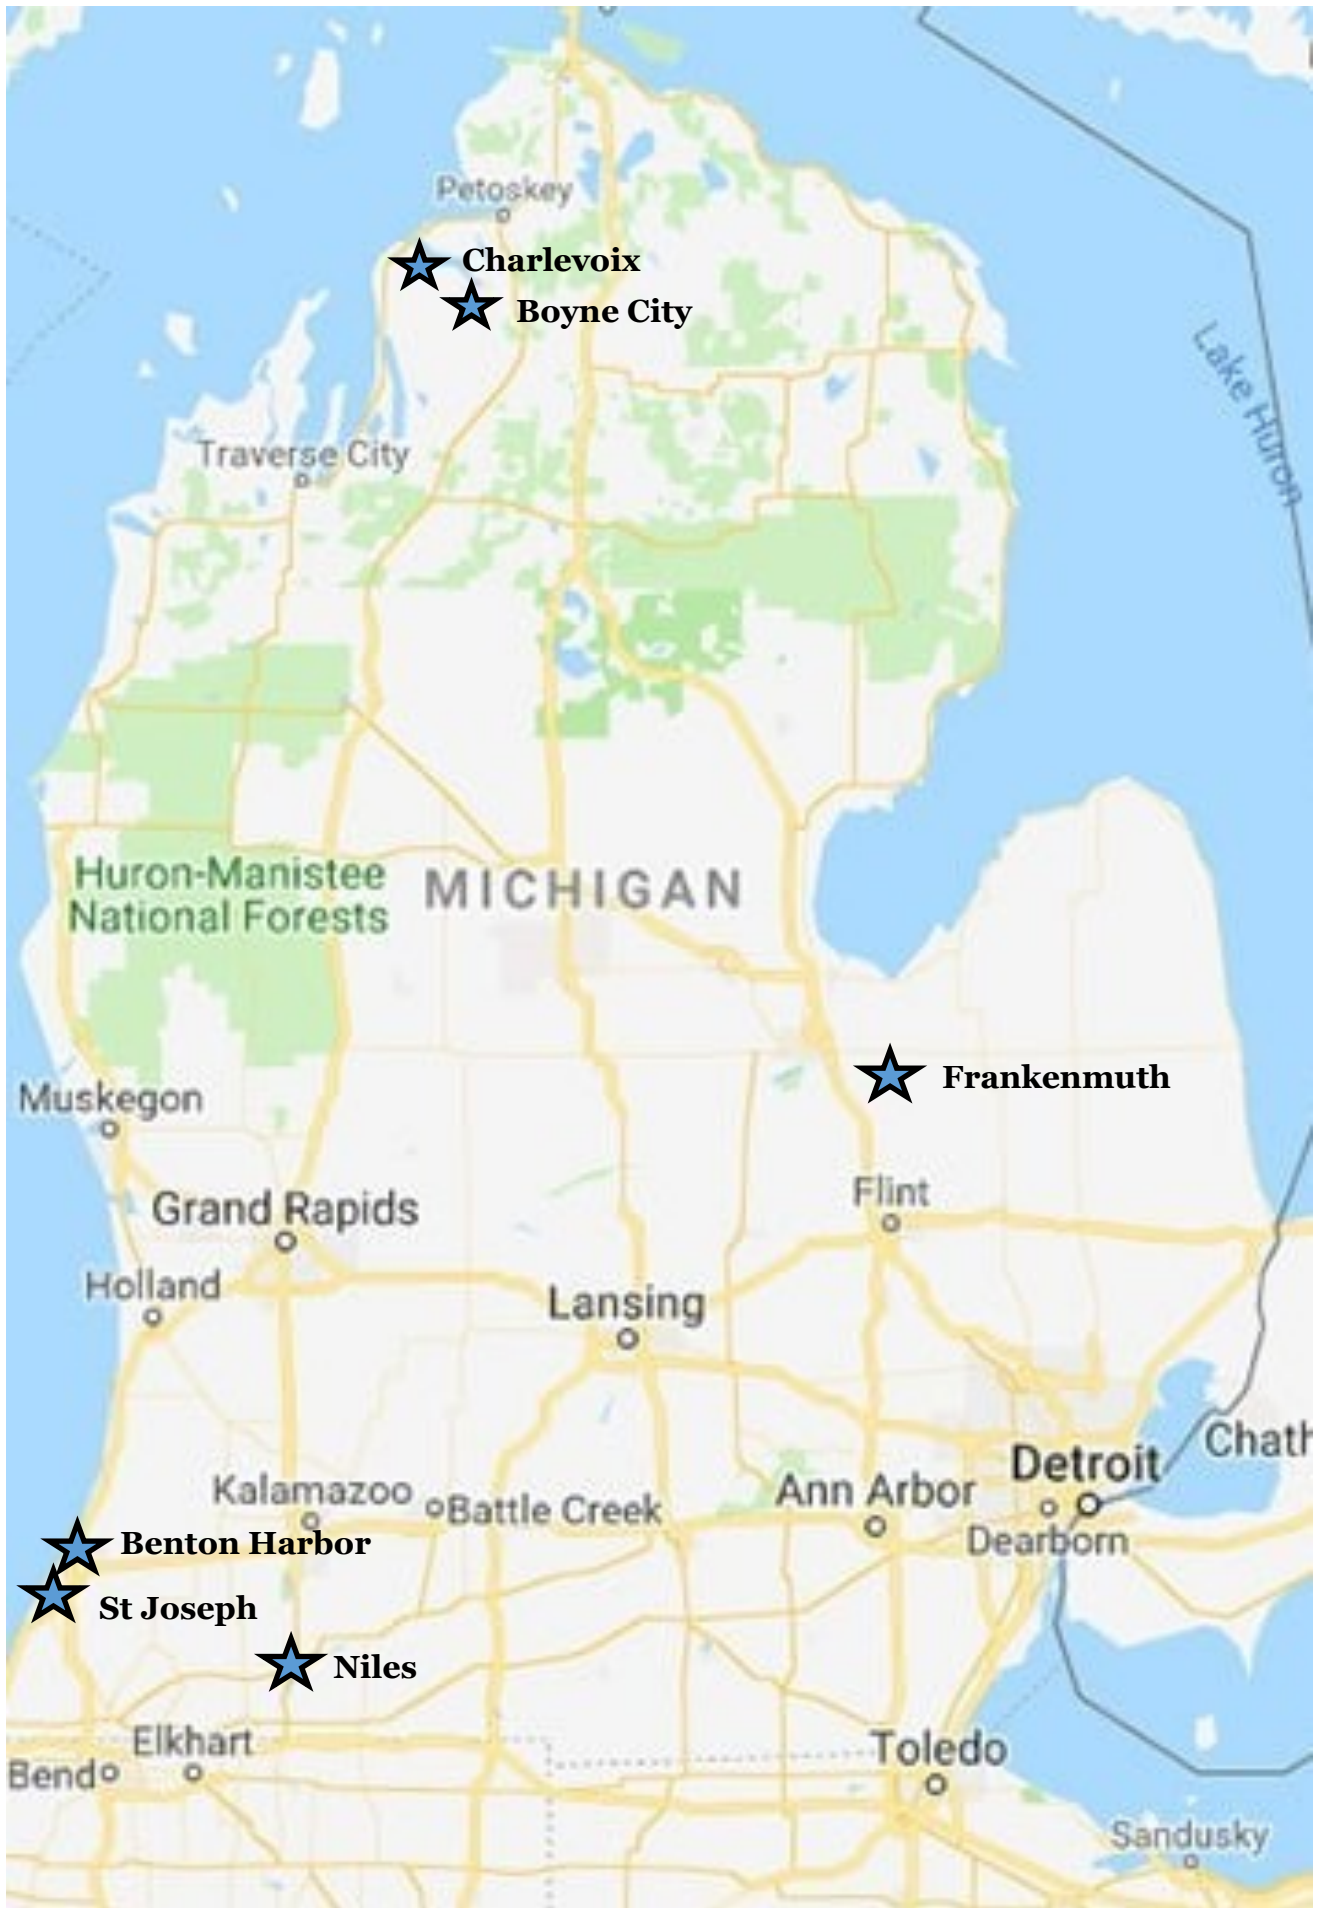 Petoskey
Charlevoix
Boyne City
Lake Huron
Traverse City
Huron-Manistee
National Forests
MICHIGAN
Frankenmuth
Muskegon
Flint
Grand Rapids
Holland
Lansing
Chath
Detroit
Kalamazoo
Battle Creek
Ann Arbor
Dearborn
Benton Harbor
St Joseph
Niles
Elkhart
Toledo
Bend
Sandusky